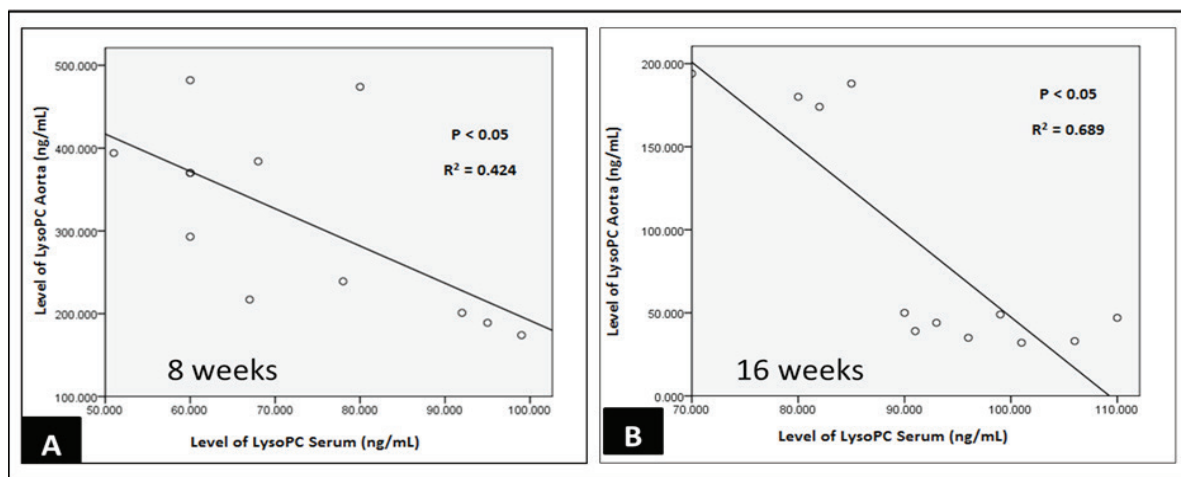 500.000
400.000
300.000
200.000
100.000
Level of LysoPC Aorta (ng/mL)
P < 0.05
R² = 0.424
8 weeks
50.000 60.000 70.000 80.000 90.000 100.000
Level of LysoPC Serum (ng/mL)
A
200.000
150.000
100.000
50.000
0.000
Level of LysoPC Aorta (ng/mL)
P < 0.05
R² = 0.689
16 weeks
70.000 80.000 90.000 100.000 110.000
Level of LysoPC Serum (ng/mL)
B